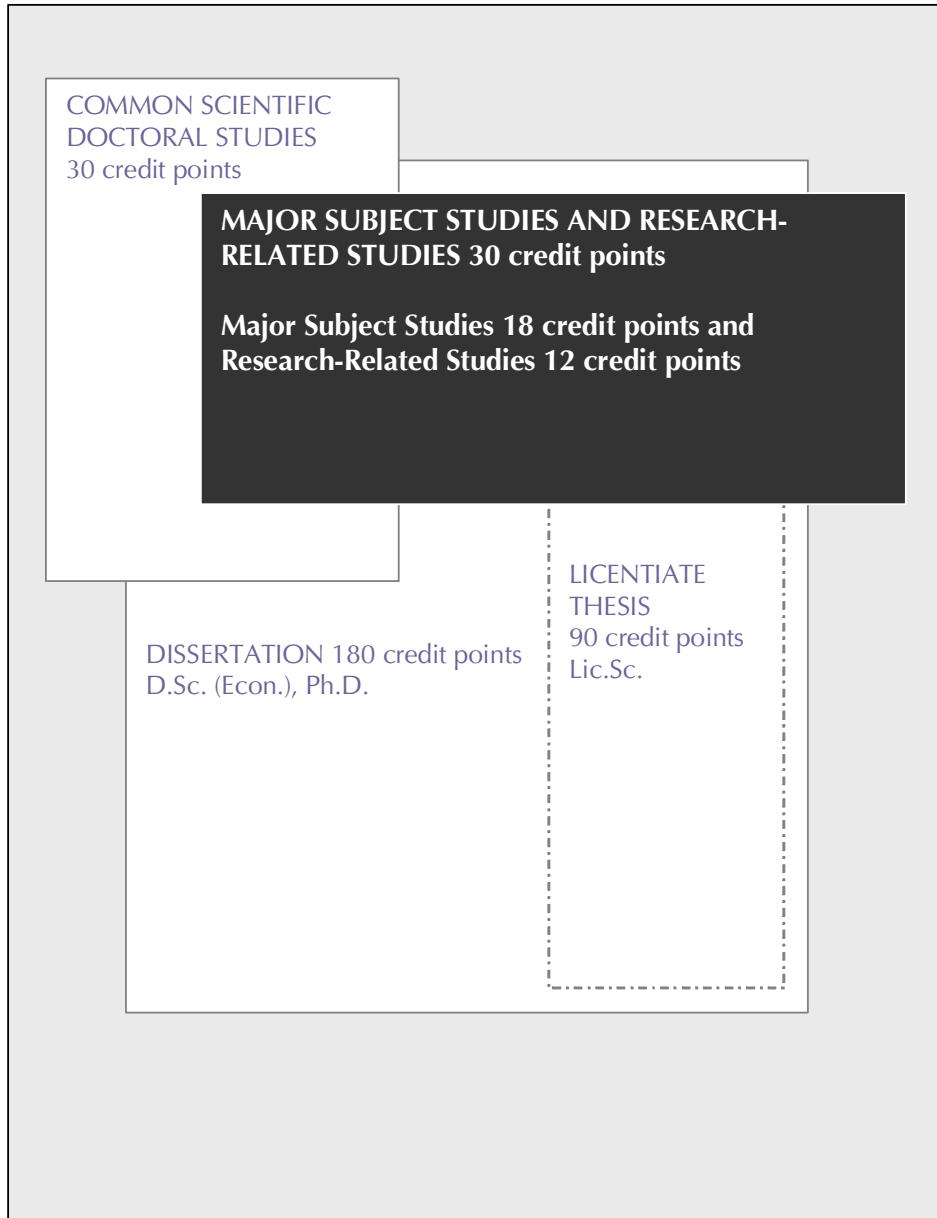 COMMON SCIENTIFIC
DOCTORAL STUDIES
30 credit points
MAJOR SUBJECT STUDIES AND RESEARCH-
RELATED STUDIES 30 credit points
Major Subject Studies 18 credit points and
Research-Related Studies 12 credit points
DISSERTATION 180 credit points
D.Sc. (Econ.), Ph.D.
LICENTIATE
THESIS
90 credit points
Lic.Sc.